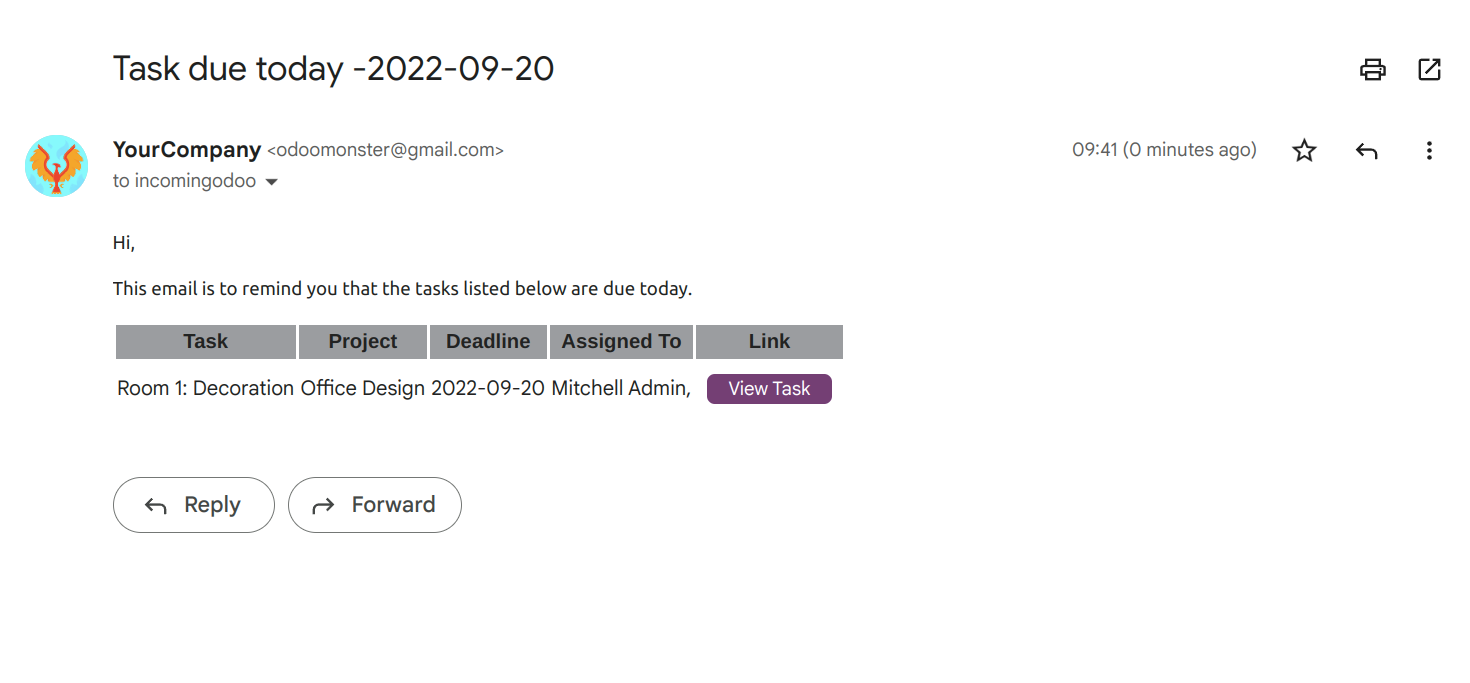 Task due today -2022-09-20
YourCompany <odoomonster@gmail.com> 09:41 (0 minutes ago)
to incomingodoo
Hi,
This email is to remind you that the tasks listed below are due today.
Task Project Deadline Assigned To Link
Room 1: Decoration Office Design 2022-09-20 Mitchell Admin, View Task
Reply Forward